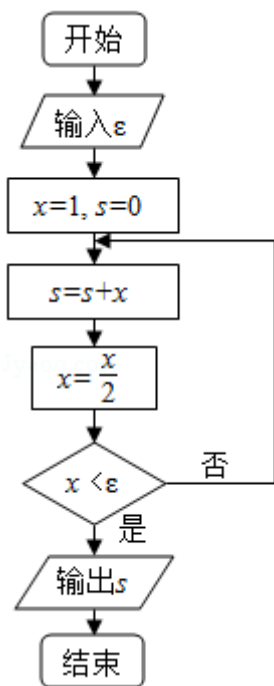 开始
输入ε
x=1, s=0
s=s+x
x=x/2
x<ε
否
是
输出s
结束